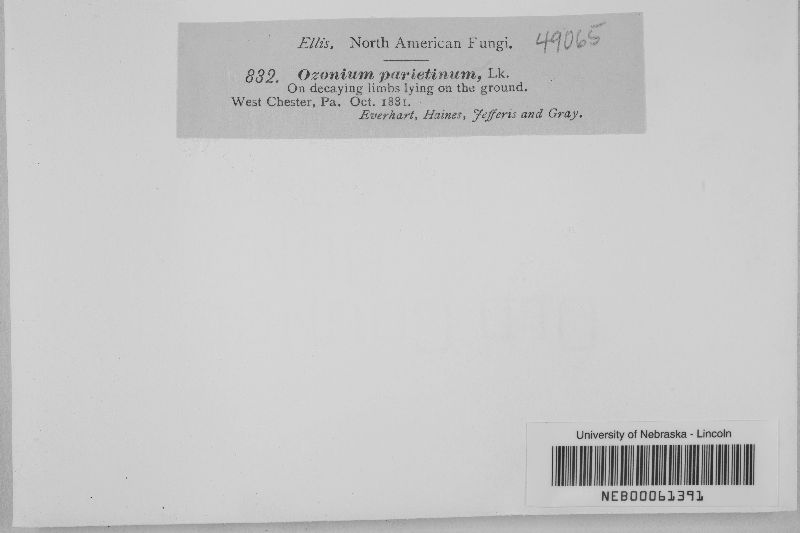 Ellis. North American Fungi. 49065
832. Ozonium parietinum, Lk.
On decaying limbs lying on the ground.
West Chester, Pa. Oct. 1881.
Everhart, Haines, Jefferis and Gray.
University of Nebraska - Lincoln
NEB00061391